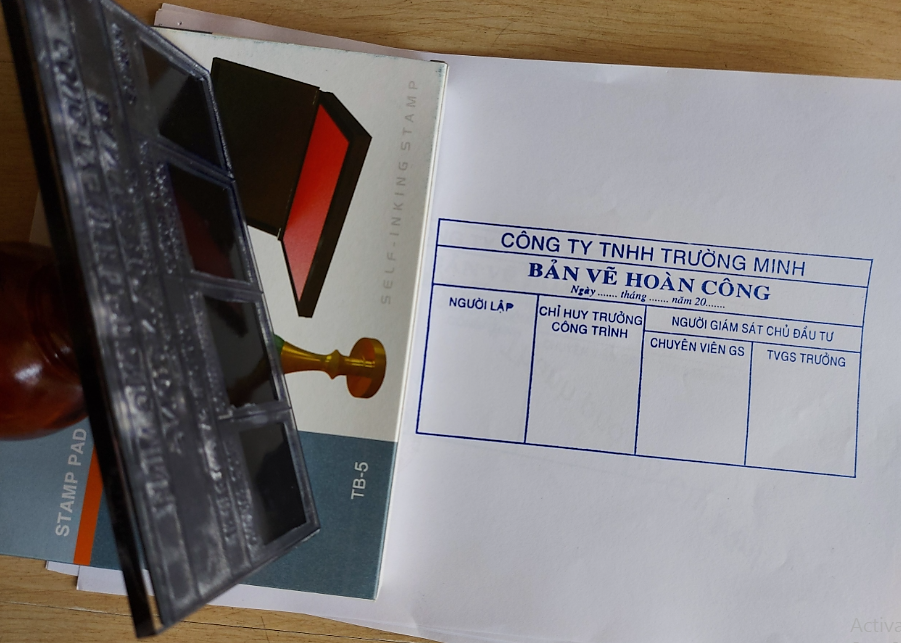 SELF-INKING STAMP
STAMP PAD
TB-5
CÔNG TY TNHH TRƯỜNG MINH
BẢN VẼ HOÀN CÔNG
Ngày ....... tháng ....... năm 20.......
NGƯỜI LẬP
CHỈ HUY TRƯỞNG
CÔNG TRÌNH
NGƯỜI GIÁM SÁT CHỦ ĐẦU TƯ
CHUYÊN VIÊN GS
TVGS TRƯỞNG
Activa